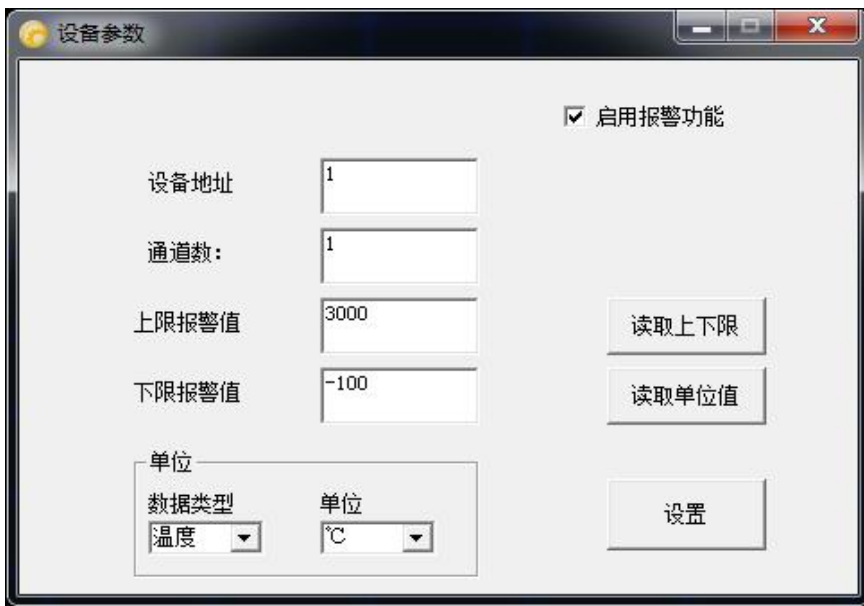 设备参数
启用报警功能
设备地址 1
通道数: 1
上限报警值 3000 读取上下限
下限报警值 -100 读取单位值
单位
数据类型 单位
温度 ℃ 设置